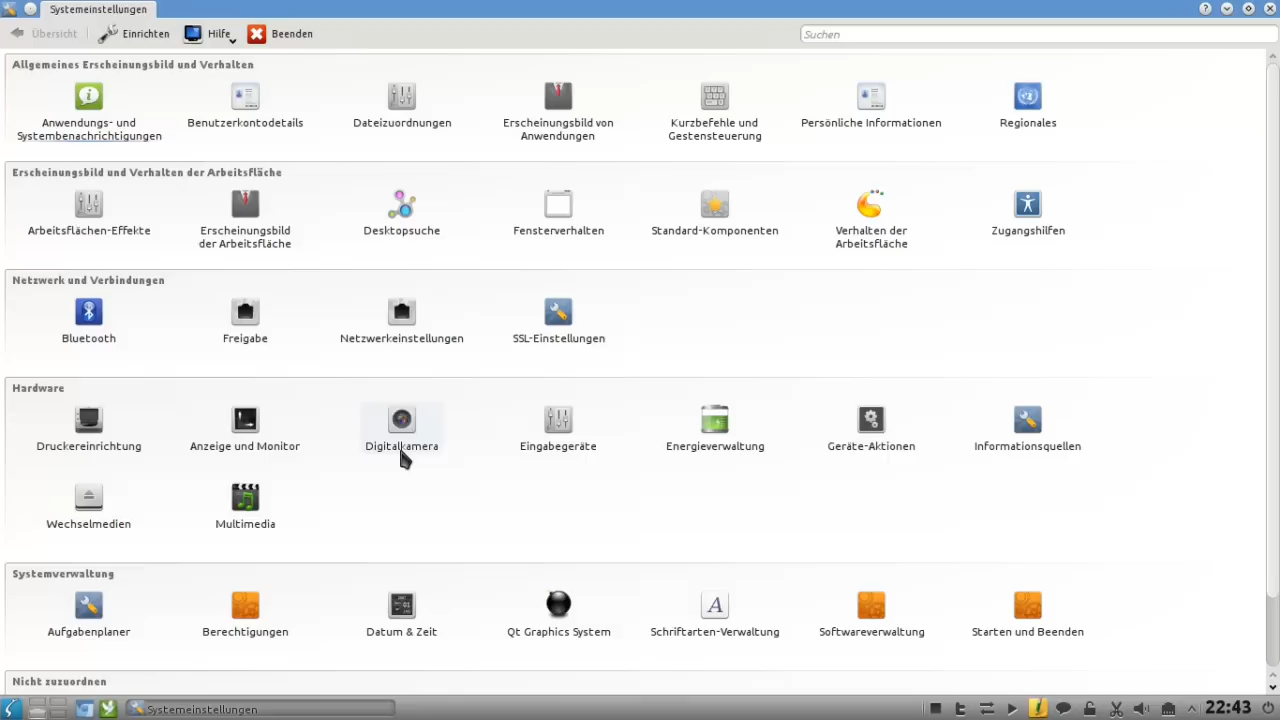 Systemeinstellungen
Übersicht Einrichten Hilfe Beenden Suchen
Allgemeines Erscheinungsbild und Verhalten
Anwendungs- und Systembenachrichtigungen
Benutzerkontodetails
Dateizuordnungen
Erscheinungsbild von Anwendungen
Kurzbefehle und Gestensteuerung
Persönliche Informationen
Regionales
Erscheinungsbild und Verhalten der Arbeitsfläche
Arbeitsflächen-Effekte
Erscheinungsbild der Arbeitsfläche
Desktopsuche
Fensterverhalten
Standard-Komponenten
Verhalten der Arbeitsfläche
Zugangshilfen
Netzwerk und Verbindungen
Bluetooth
Freigabe
Netzwerkeinstellungen
SSL-Einstellungen
Hardware
Druckereinrichtung
Anzeige und Monitor
Digitalkamera
Eingabegeräte
Energieverwaltung
Geräte-Aktionen
Informationsquellen
Wechselmedien
Multimedia
Systemverwaltung
Aufgabenplaner
Berechtigungen
Datum & Zeit
Qt Graphics System
Schriftarten-Verwaltung
Softwareverwaltung
Starten und Beenden
Nicht zuzuordnen
Systemeinstellungen
22:43